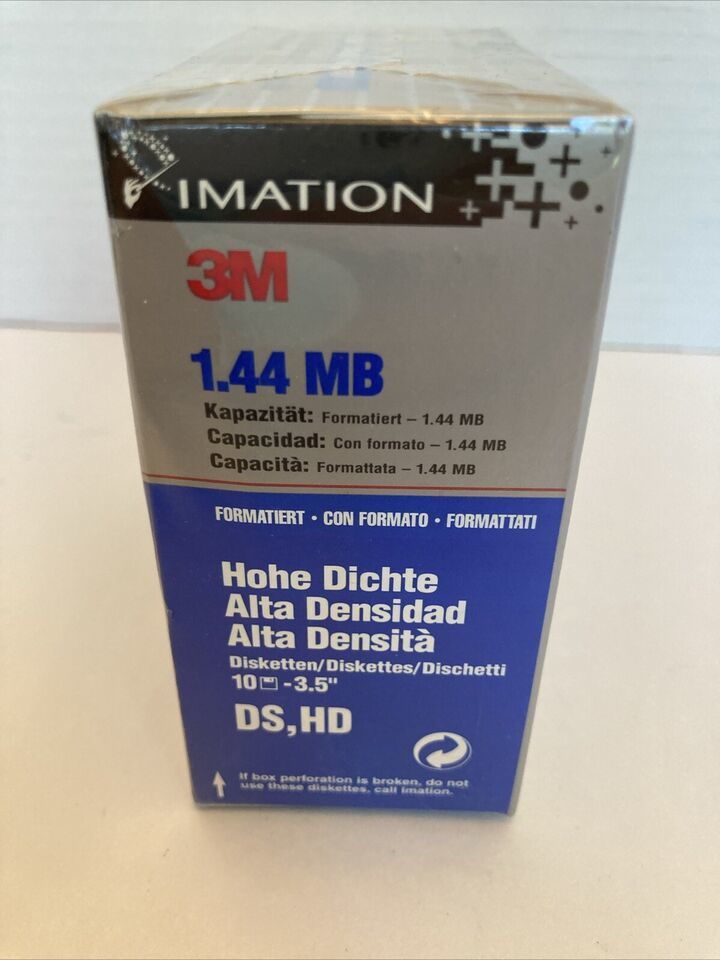 IMATION
3M
1.44 MB
Kapazität: Formatiert – 1.44 MB
Capacidad: Con formato – 1.44 MB
Capacità: Formattata – 1.44 MB
FORMATIERT • CON FORMATO • FORMATTATI
Hohe Dichte
Alta Densidad
Alta Densità
Disketten/Diskettes/Dischetti
10 -3.5"
DS,HD
If box perforation is broken, do not
use these diskettes, call imation.